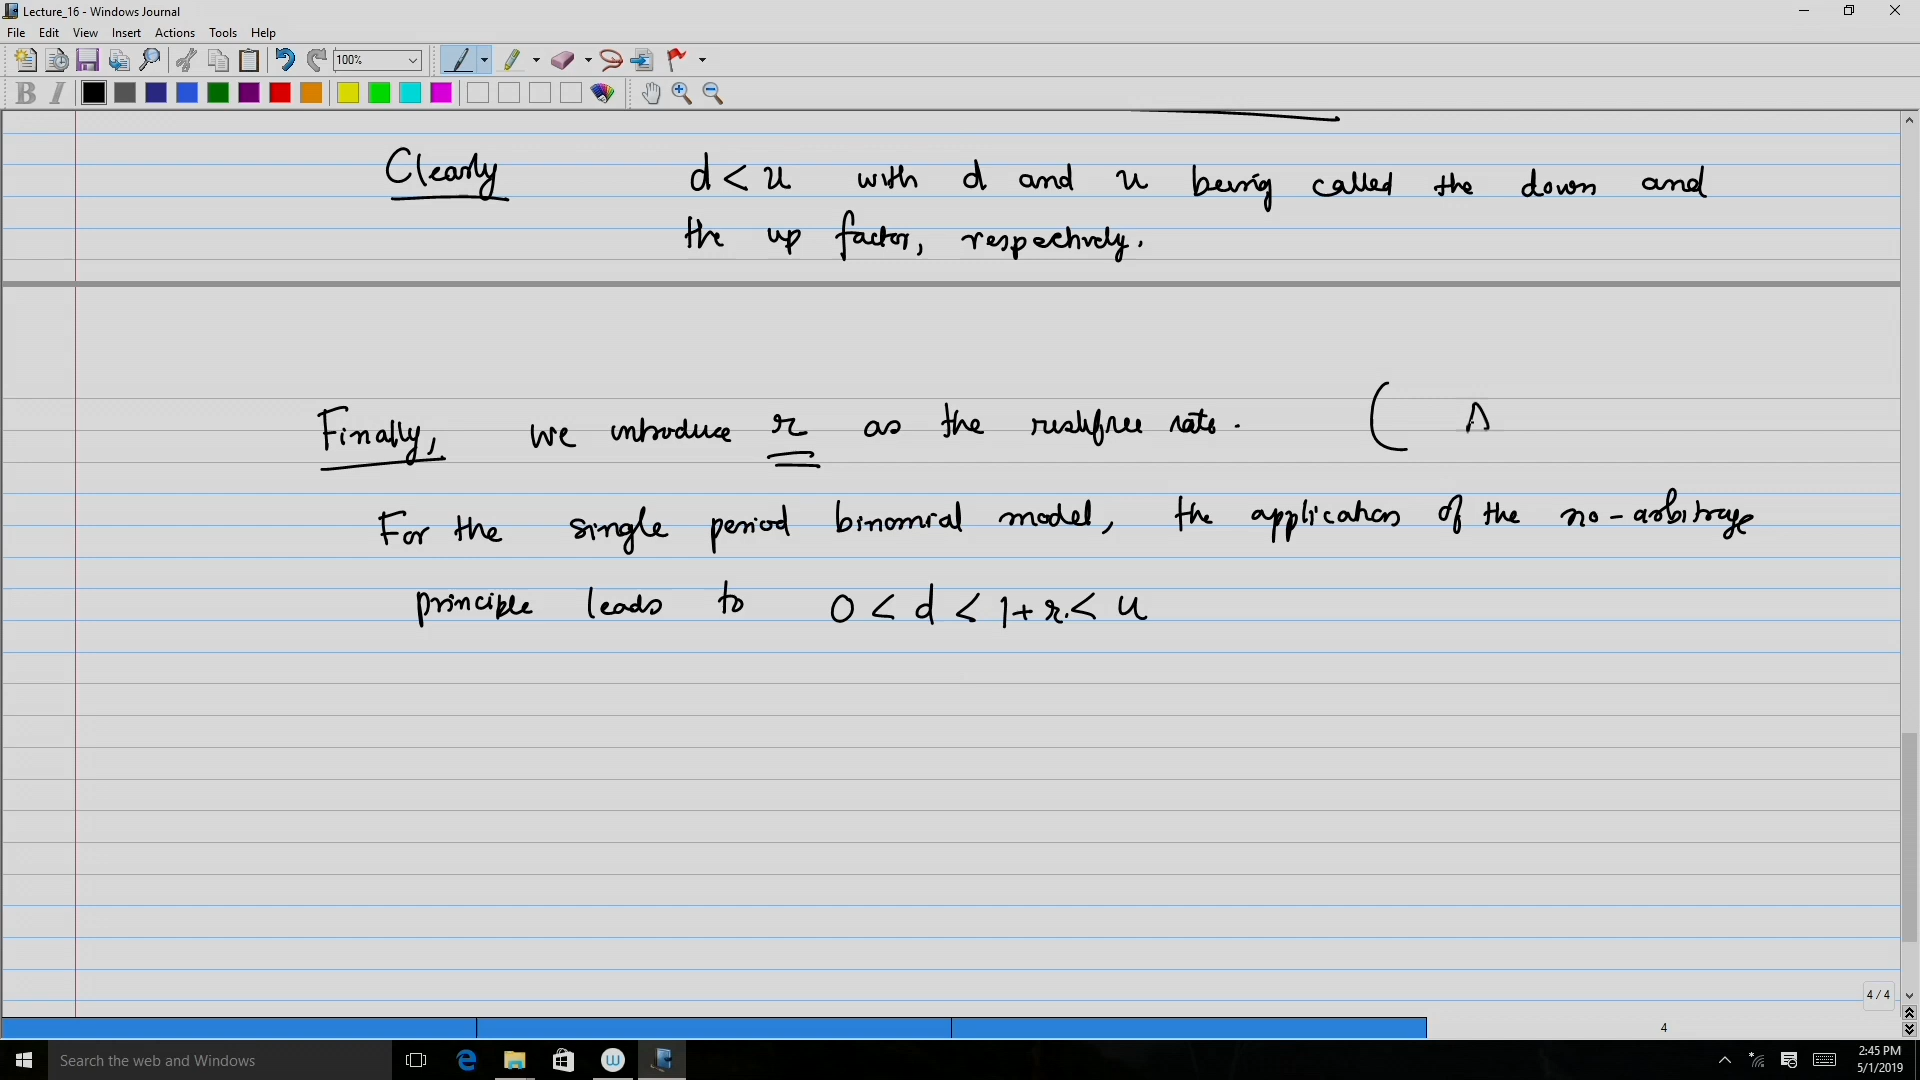 Lecture_16 - Windows Journal
File Edit View Insert Actions Tools Help
100%
B I
Clearly d < u with d and u being called the down and
the up factor, respectively.
Finally, we introduce r as the riskfree rate. (
For the single period binomial model, the application of the no-arbitrage
principle leads to 0 < d < 1+r < u
4 / 4
4
Search the web and Windows
2:45 PM
5/1/2019